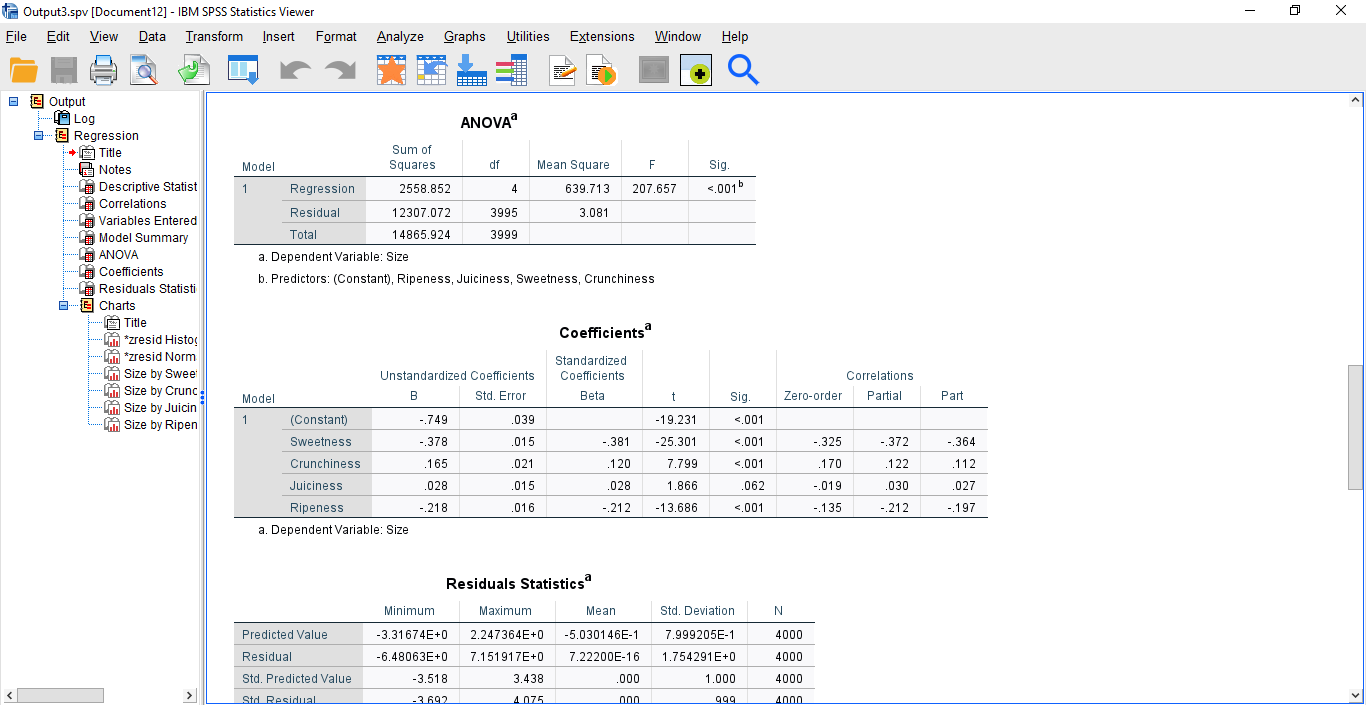 Output3.spv [Document12] - IBM SPSS Statistics Viewer
File Edit View Data Transform Insert Format Analyze Graphs Utilities Extensions Window Help
Output
Log
Regression
Title
Notes
Descriptive Statist
Correlations
Variables Entered
Model Summary
ANOVA
Coefficients
Residuals Statisti
Charts
Title
*zresid Histog
*zresid Norm
Size by Sweet
Size by Crunc
Size by Juicin
Size by Ripen
ANOVAa
Model Sum of Squares df Mean Square F Sig.
1 Regression 2558.852 4 639.713 207.657 <.001b
Residual 12307.072 3995 3.081
Total 14865.924 3999
a. Dependent Variable: Size
b. Predictors: (Constant), Ripeness, Juiciness, Sweetness, Crunchiness
Coefficientsa
Unstandardized Coefficients Standardized Coefficients Correlations
Model B Std. Error Beta t Sig. Zero-order Partial Part
1 (Constant) -.749 .039 -19.231 <.001
Sweetness -.378 .015 -.381 -25.301 <.001 -.325 -.372 -.364
Crunchiness .165 .021 .120 7.799 <.001 .170 .122 .112
Juiciness .028 .015 .028 1.866 .062 -.019 .030 .027
Ripeness -.218 .016 -.212 -13.686 <.001 -.135 -.212 -.197
a. Dependent Variable: Size
Residuals Statisticsa
Minimum Maximum Mean Std. Deviation N
Predicted Value -3.31674E+0 2.247364E+0 -5.030146E-1 7.999205E-1 4000
Residual -6.48063E+0 7.151917E+0 7.22200E-16 1.754291E+0 4000
Std. Predicted Value -3.518 3.438 .000 1.000 4000
Std. Residual -3.692 4.075 .000 .999 4000